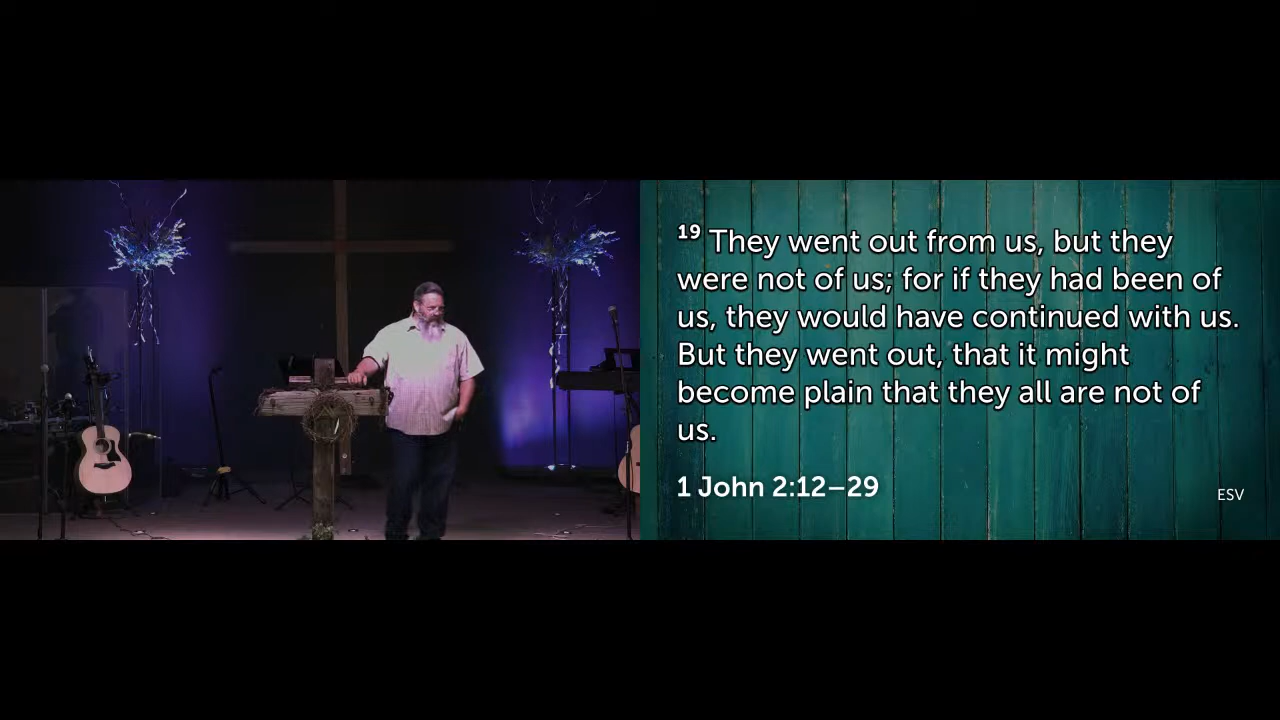 19 They went out from us, but they
were not of us; for if they had been of
us, they would have continued with us.
But they went out, that it might
become plain that they all are not of
us.
1 John 2:12–29
ESV